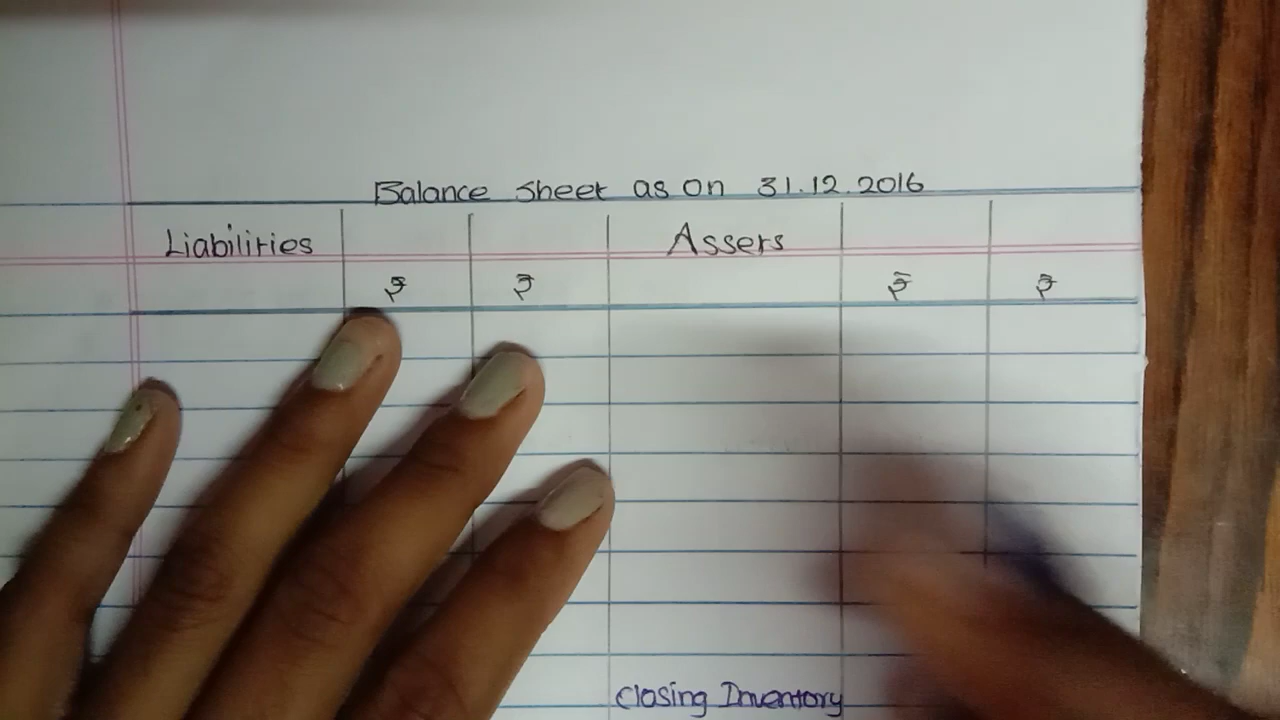 Balance Sheet as on 31.12.2016
Liabilities Assets
₹ ₹ ₹ ₹
Closing Inventory